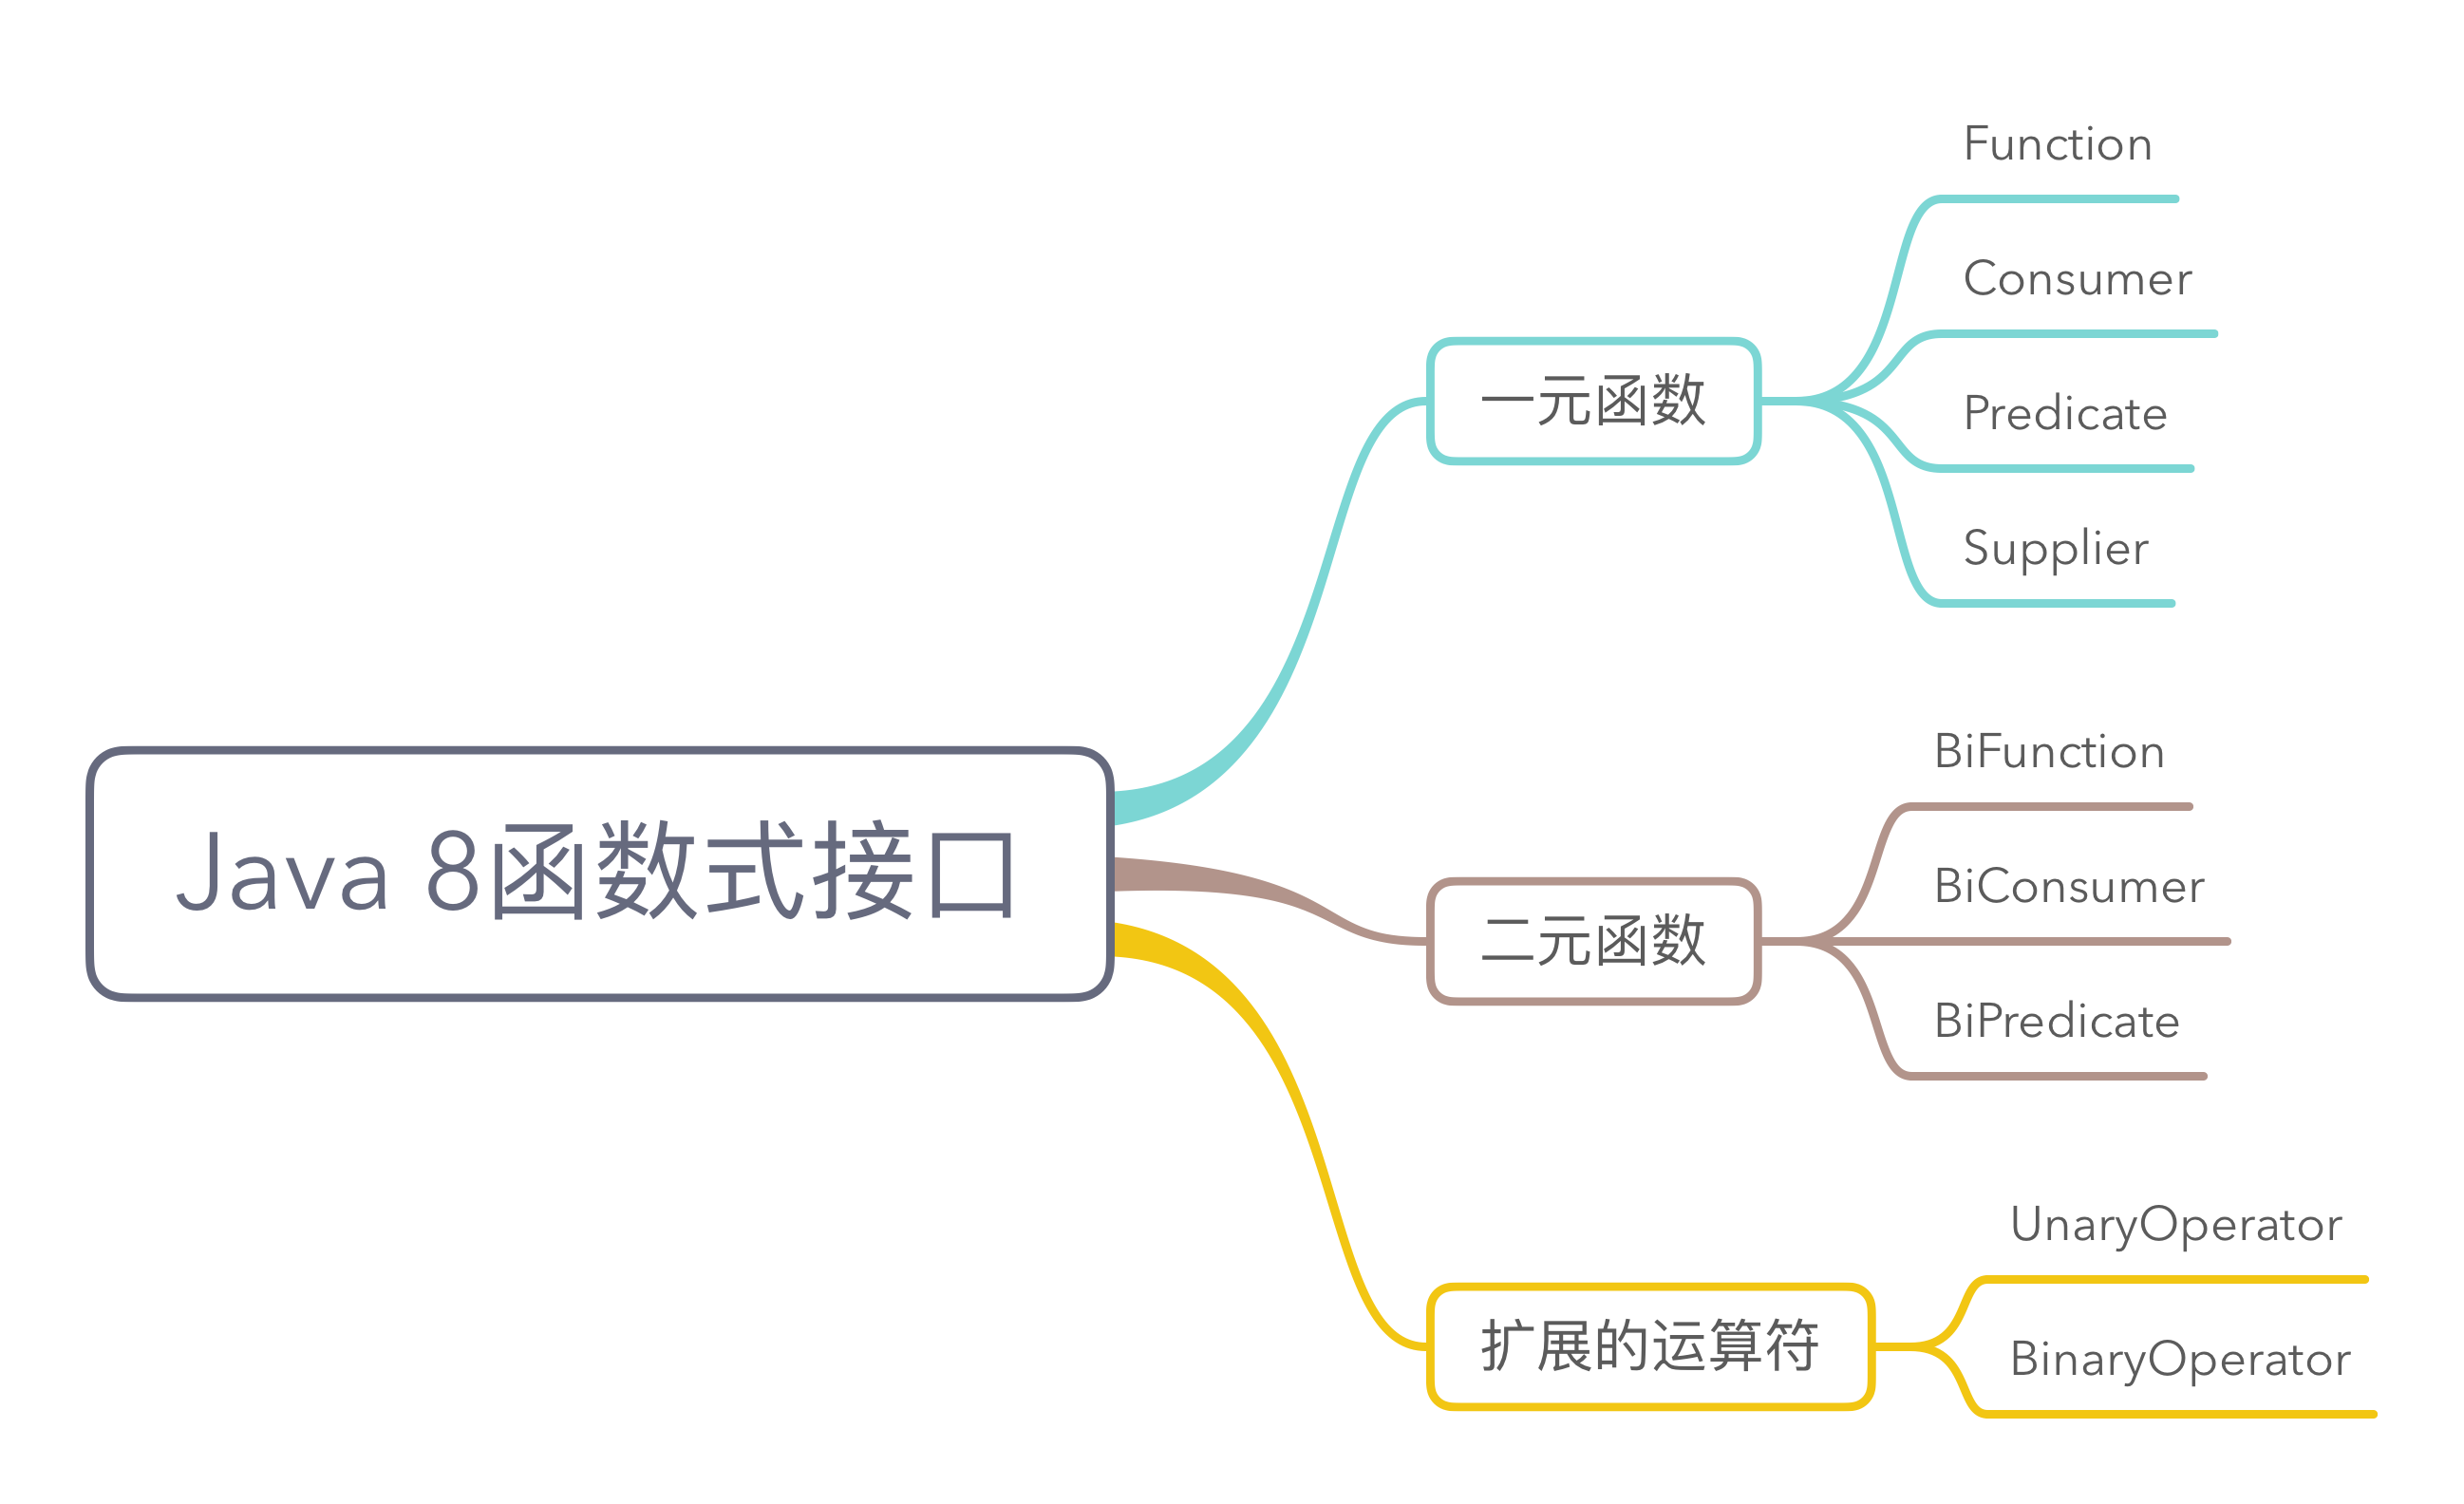 Java 8函数式接口
一元函数
Function
Consumer
Predicate
Supplier
二元函数
BiFunction
BiConsumer
BiPredicate
扩展的运算符
UnaryOperator
BinaryOperator